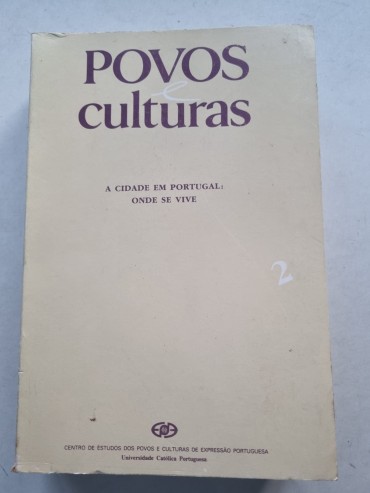 POVOS
e
culturas
A CIDADE EM PORTUGAL:
ONDE SE VIVE
2
CENTRO DE ESTUDOS DOS POVOS E CULTURAS DE EXPRESSÃO PORTUGUESA
Universidade Católica Portuguesa